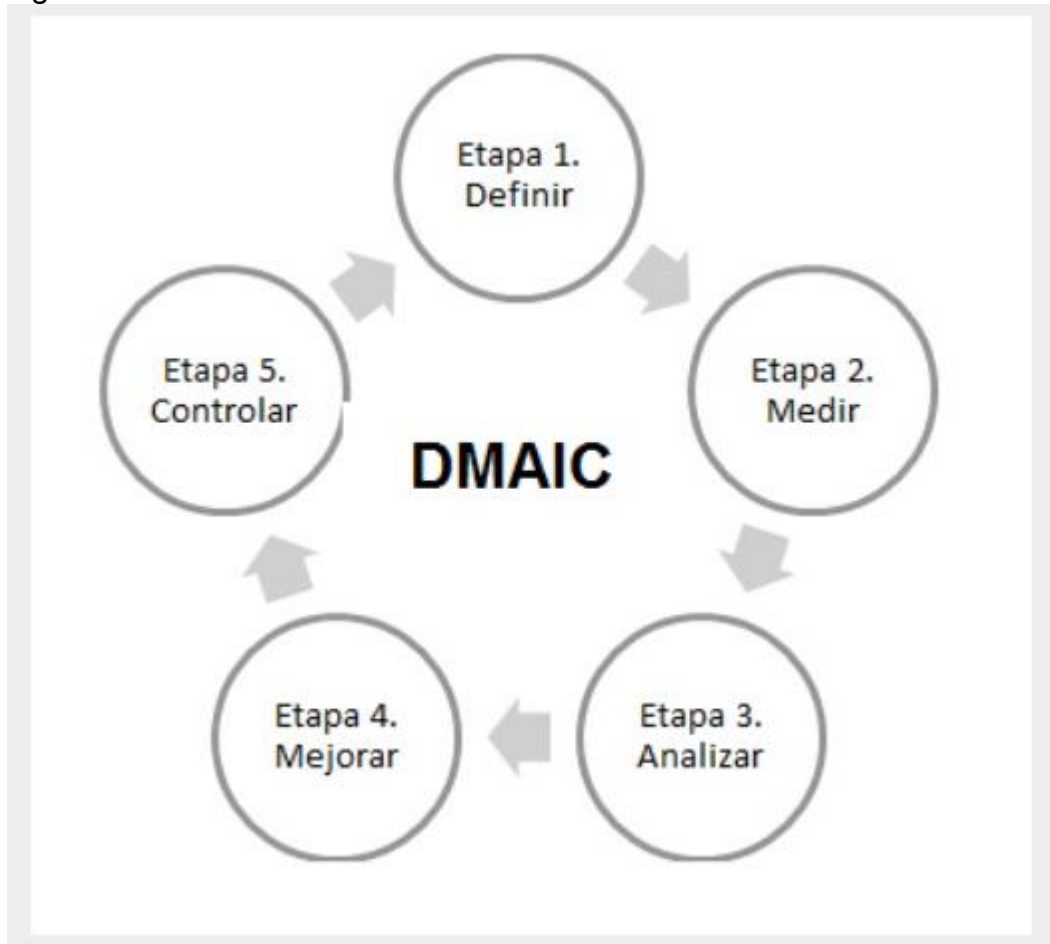 Etapa 1.
Definir
Etapa 2.
Medir
Etapa 3.
Analizar
Etapa 4.
Mejorar
Etapa 5.
Controlar
DMAIC